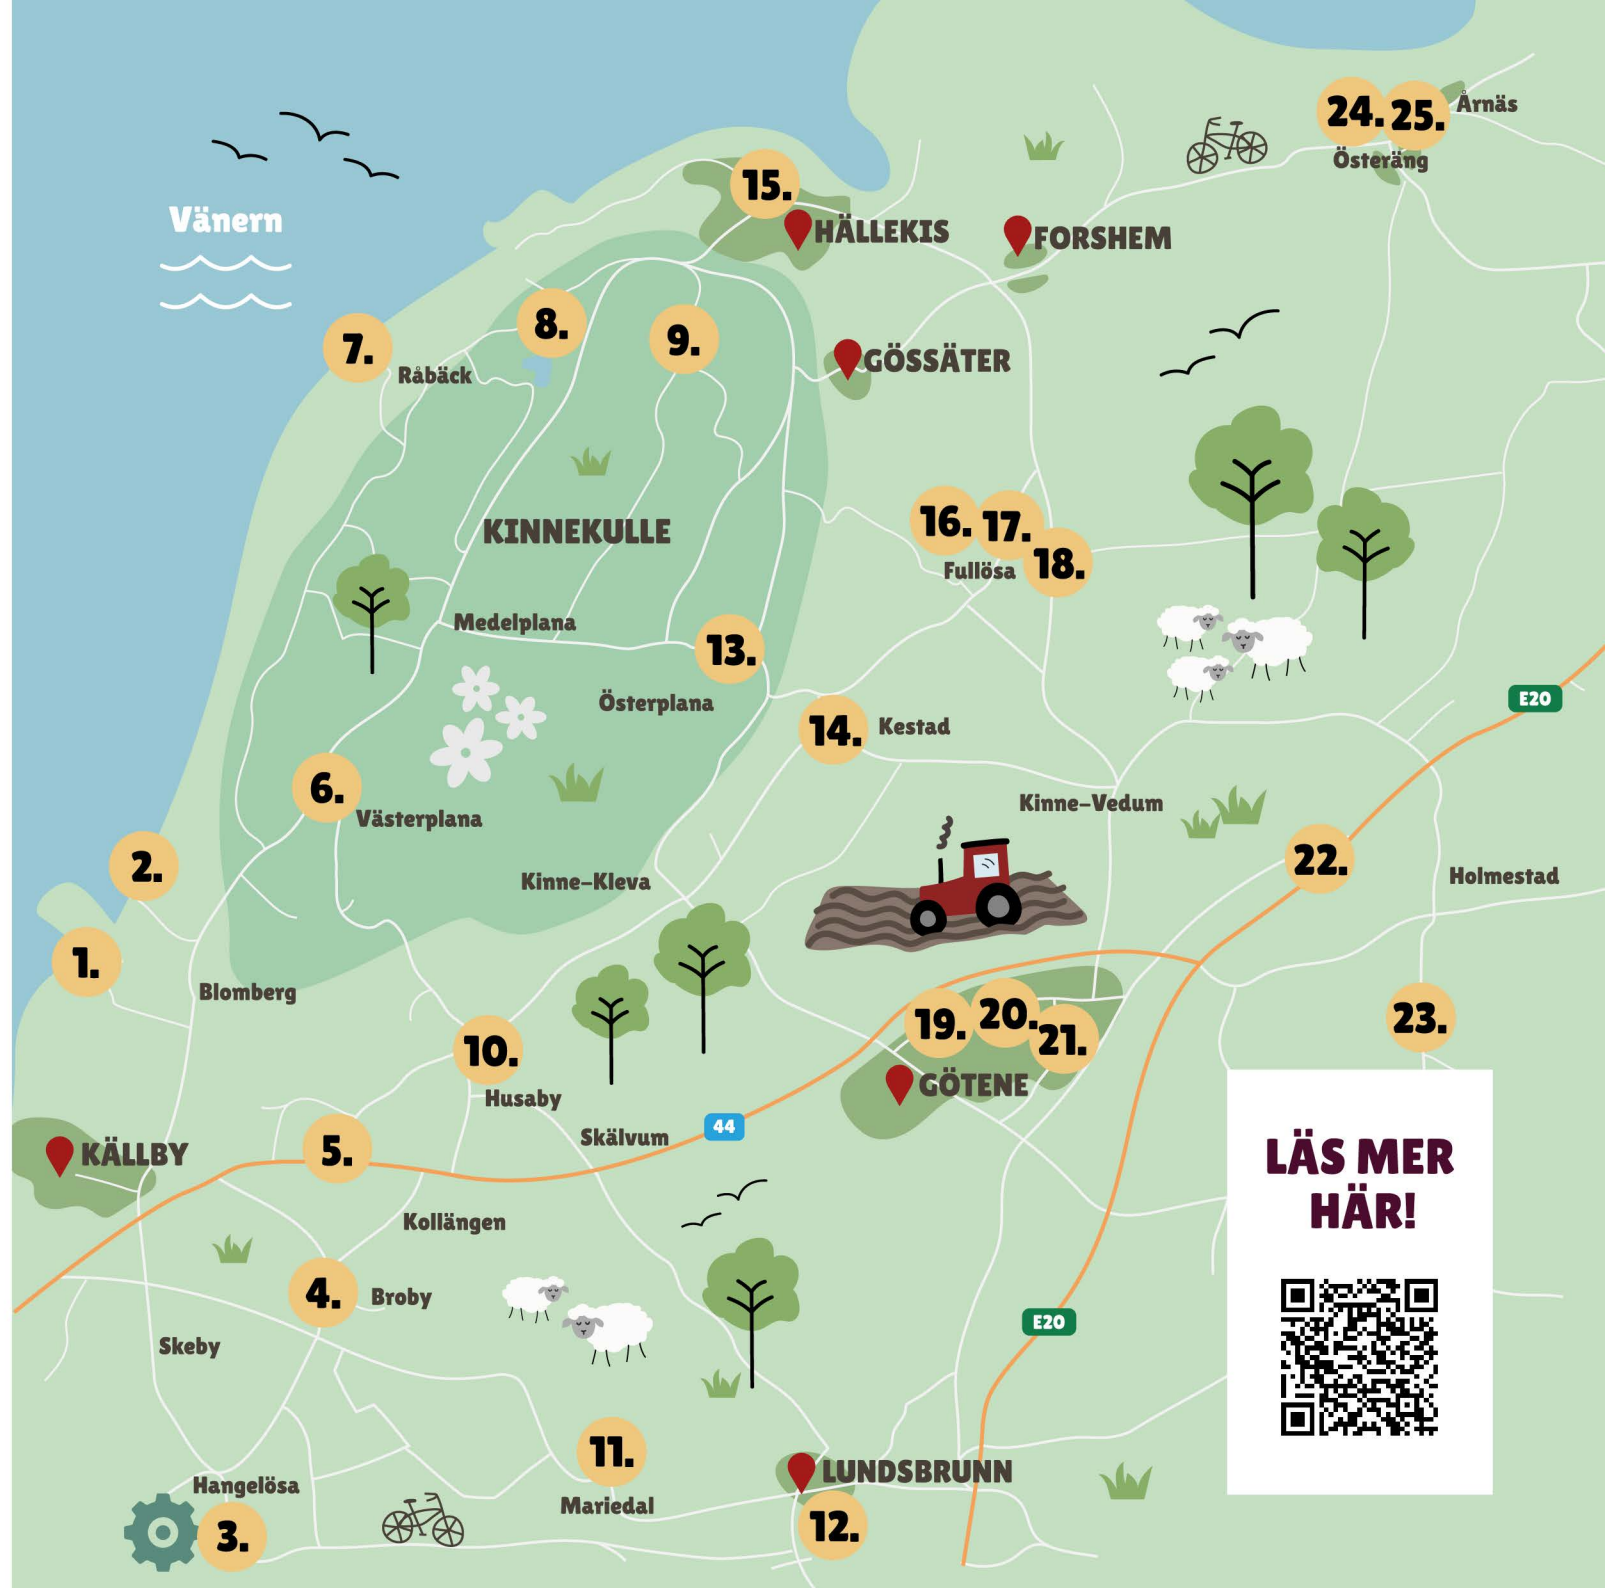 24.
25.
Årnäs
Österäng
15.
Vänern
HÄLLEKIS
FORSHEM
8.
9.
7.
Råbäck
GÖSSÄTER
KINNEKULLE
16.
17.
18.
Fullösa
Medelplana
13.
Österplana
E20
14.
Kestad
6.
Västerplana
Kinne-Vedum
2.
22.
Kinne-Kleva
Holmestad
1.
Blomberg
19.
20.
21.
23.
10.
GÖTENE
Husaby
44
Skälvum
5.
KÄLLBY
LÄS MER
HÄR!
Kollängen
4.
Broby
E20
Skeby
11.
LUNDSBRUNN
Hangelösa
Mariedal
3.
12.